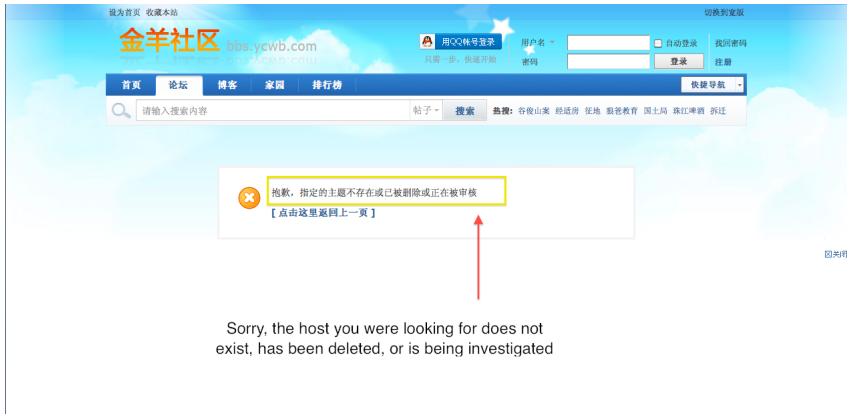 设为首页 收藏本站 切换到宽版
金羊社区 bbs.ycwb.com
用QQ帐号登录 用户名 自动登录 找回密码
只需一步，快速开始 密码 登录 注册
首页 论坛 博客 家园 排行榜 快捷导航
请输入搜索内容 帖子 搜索 热搜: 谷俊山案 经适房 征地 狼爸教育 国土局 珠江啤酒 拆迁
抱歉，指定的主题不存在或已被删除或正在被审核
[ 点击这里返回上一页 ]
关闭
Sorry, the host you were looking for does not
exist, has been deleted, or is being investigated